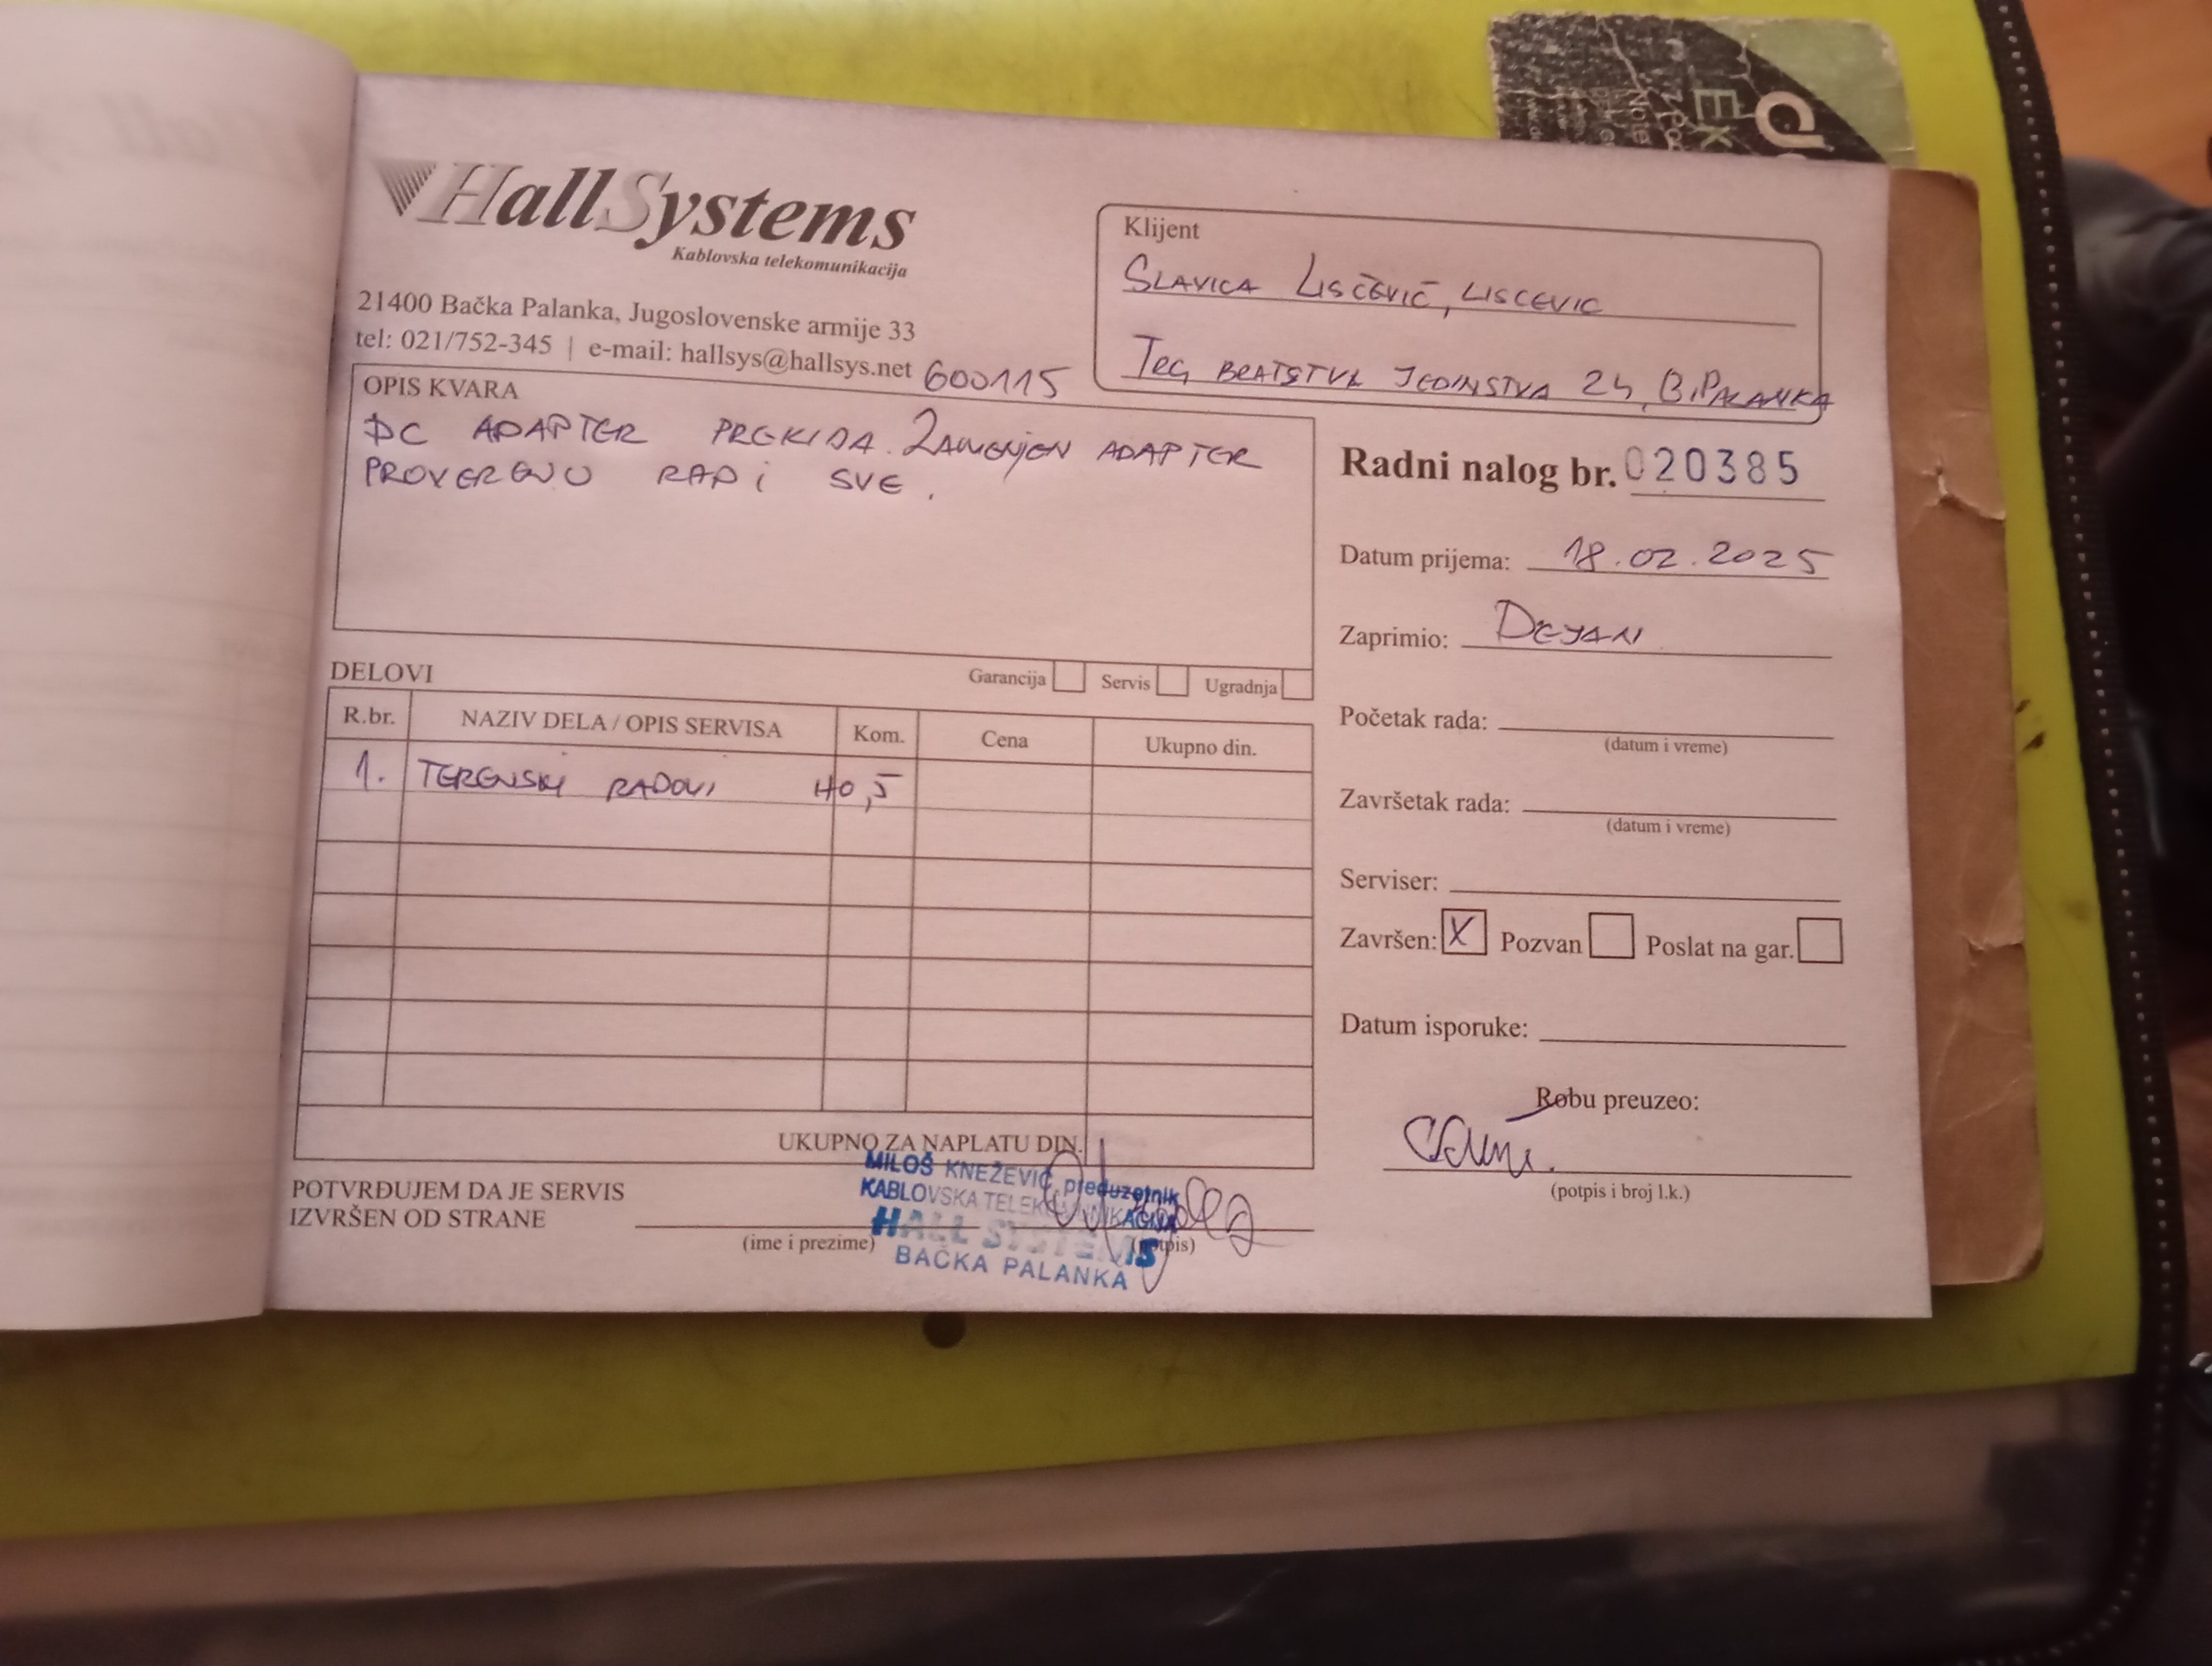 HallSystems
Kablovska telekomunikacija
21400 Bačka Palanka, Jugoslovenske armije 33
tel: 021/752-345 | e-mail: hallsys@hallsys.net 600115
Klijent
SLAVICA LISČEVIĆ, LISCEVIC
TRG BRATSTVA JEDINSTVA 24, B.PALANKA
OPIS KVARA
DC ADAPTER PREKIDA. ZAMENJEN ADAPTER
PROVERENO RADI SVE.
Radni nalog br. 020385
Datum prijema: 18.02.2025
Zaprimio: DEJAN
Početak rada:
(datum i vreme)
Završetak rada:
(datum i vreme)
Serviser:
Završen: X Pozvan Poslat na gar.
Datum isporuke:
Robu preuzeo:
(potpis i broj l.k.)
DELOVI Garancija Servis Ugradnja
R.br. NAZIV DELA / OPIS SERVISA Kom. Cena Ukupno din.
1. TERENSKI RADOVI H0,5
UKUPNO ZA NAPLATU DIN.
POTVRĐUJEM DA JE SERVIS
IZVRŠEN OD STRANE
(ime i prezime) (potpis)
MILOŠ KNEŽEVIĆ, preduzetnik
KABLOVSKA TELEKOMUNIKACIJA
HALL SYSTEMS
BAČKA PALANKA
EK
Note